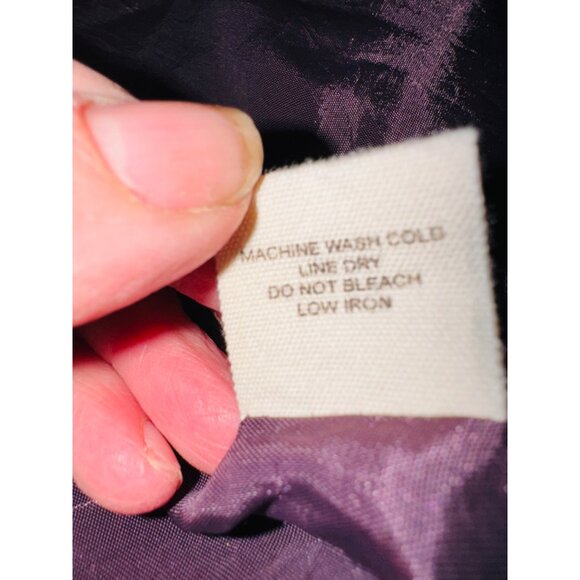 MACHINE WASH COLD
LINE DRY
DO NOT BLEACH
LOW IRON